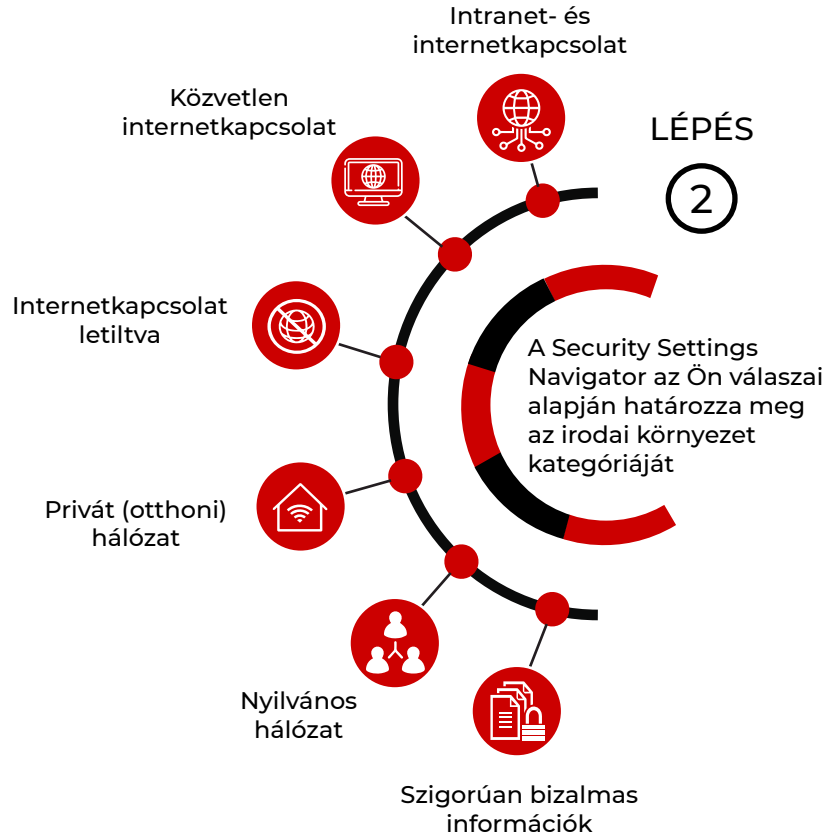 Intranet- és
internetkapcsolat
Közvetlen
internetkapcsolat
LÉPÉS
2
Internetkapcsolat
letiltva
A Security Settings
Navigator az Ön válaszai
alapján határozza meg
az irodai környezet
kategóriáját
Privát (otthoni)
hálózat
Nyilvános
hálózat
Szigorúan bizalmas
információk